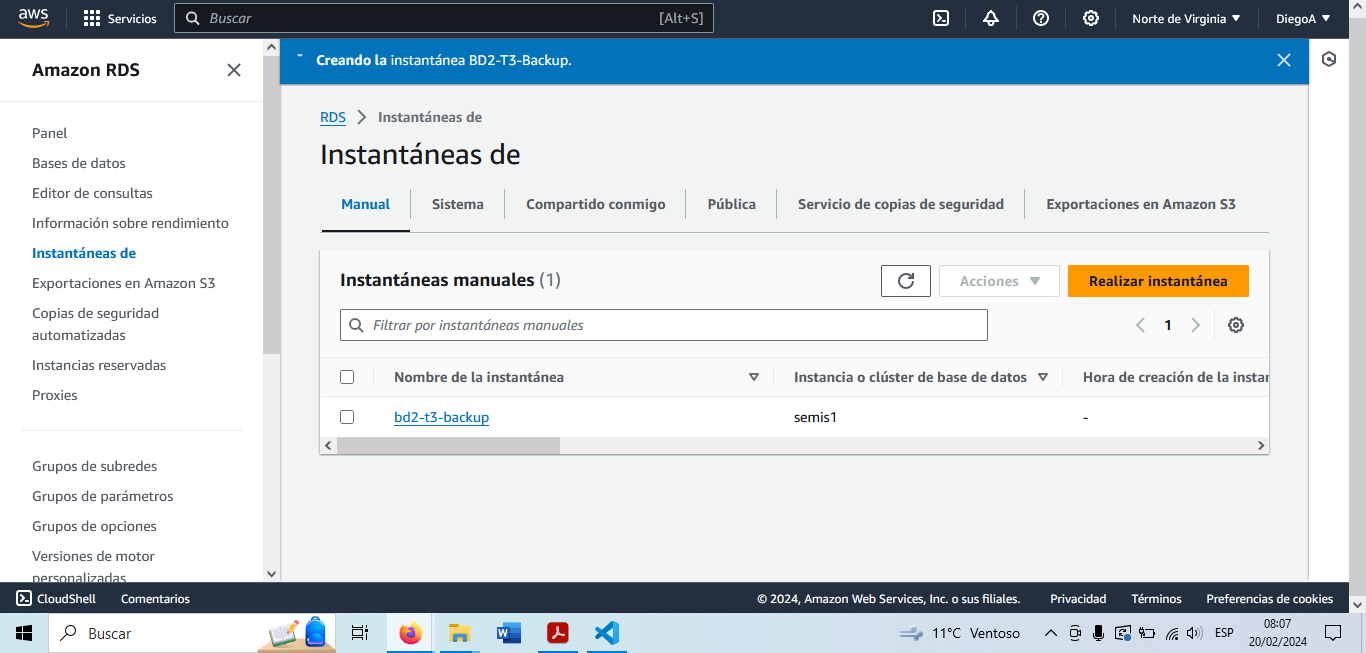 aws
Servicios
Buscar
[Alt+S]
Norte de Virginia
DiegoA
Amazon RDS
Panel
Bases de datos
Editor de consultas
Información sobre rendimiento
Instantáneas de
Exportaciones en Amazon S3
Copias de seguridad
automatizadas
Instancias reservadas
Proxies
Grupos de subredes
Grupos de parámetros
Grupos de opciones
Versiones de motor
personalizadas
Creando la instantánea BD2-T3-Backup.
RDS
Instantáneas de
Instantáneas de
Manual
Sistema
Compartido conmigo
Pública
Servicio de copias de seguridad
Exportaciones en Amazon S3
Instantáneas manuales (1)
Acciones
Realizar instantánea
Filtrar por instantáneas manuales
1
Nombre de la instantánea
Instancia o clúster de base de datos
Hora de creación de la instan
bd2-t3-backup
semis1
-
CloudShell
Comentarios
© 2024, Amazon Web Services, Inc. o sus filiales.
Privacidad
Términos
Preferencias de cookies
Buscar
11°C Ventoso
ESP
08:07
20/02/2024